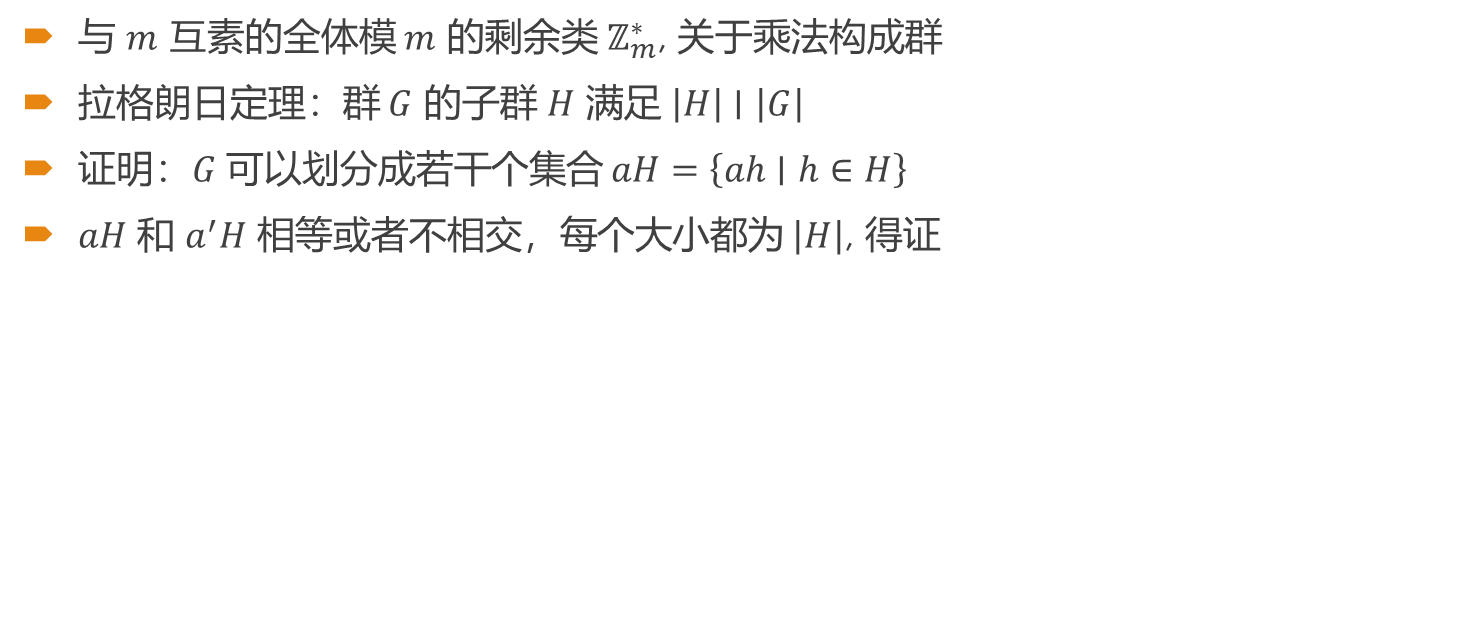 与 𝑚 互素的全体模 𝑚 的剩余类 ℤ*ₘ, 关于乘法构成群
拉格朗日定理：群 𝐺 的子群 𝐻 满足 |𝐻| ∣ |𝐺|
证明：𝐺 可以划分成若干个集合 𝑎𝐻 = {𝑎ℎ ∣ ℎ ∈ 𝐻}
𝑎𝐻 和 𝑎′𝐻 相等或者不相交，每个大小都为 |𝐻|, 得证